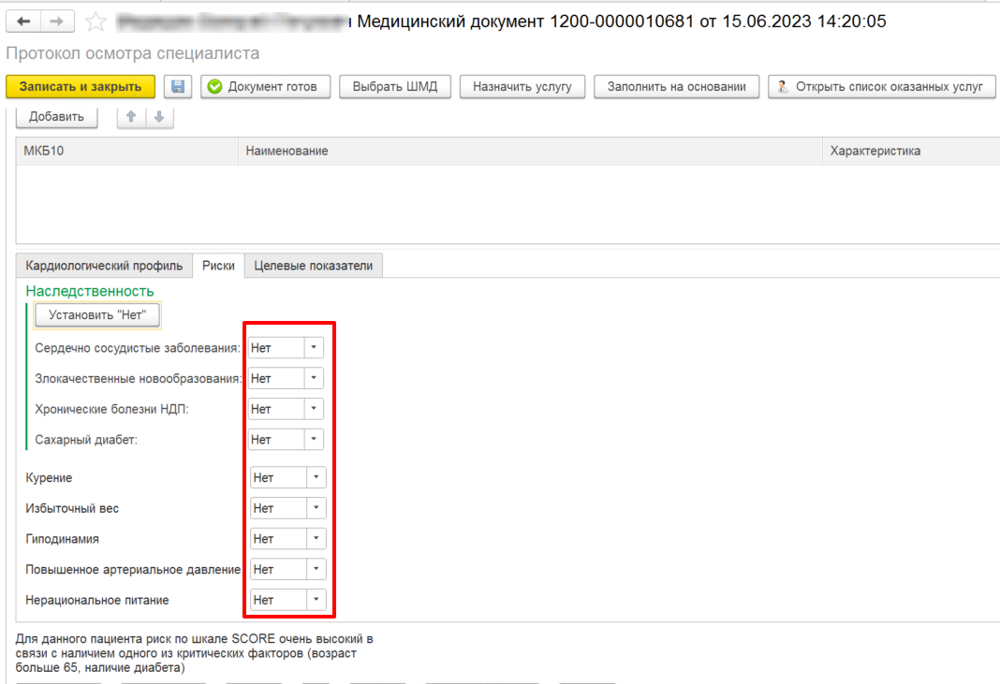 Медицинский документ 1200-0000010681 от 15.06.2023 14:20:05
Протокол осмотра специалиста
Записать и закрыть Документ готов Выбрать ШМД Назначить услугу Заполнить на основании Открыть список оказанных услуг
Добавить
МКБ10 Наименование Характеристика
Кардиологический профиль Риски Целевые показатели
Наследственность
Установить "Нет"
Сердечно сосудистые заболевания: Нет
Злокачественные новообразования: Нет
Хронические болезни НДП: Нет
Сахарный диабет: Нет
Курение Нет
Избыточный вес Нет
Гиподинамия Нет
Повышенное артериальное давление Нет
Нерациональное питание Нет
Для данного пациента риск по шкале SCORE очень высокий в
связи с наличием одного из критических факторов (возраст
больше 65, наличие диабета)